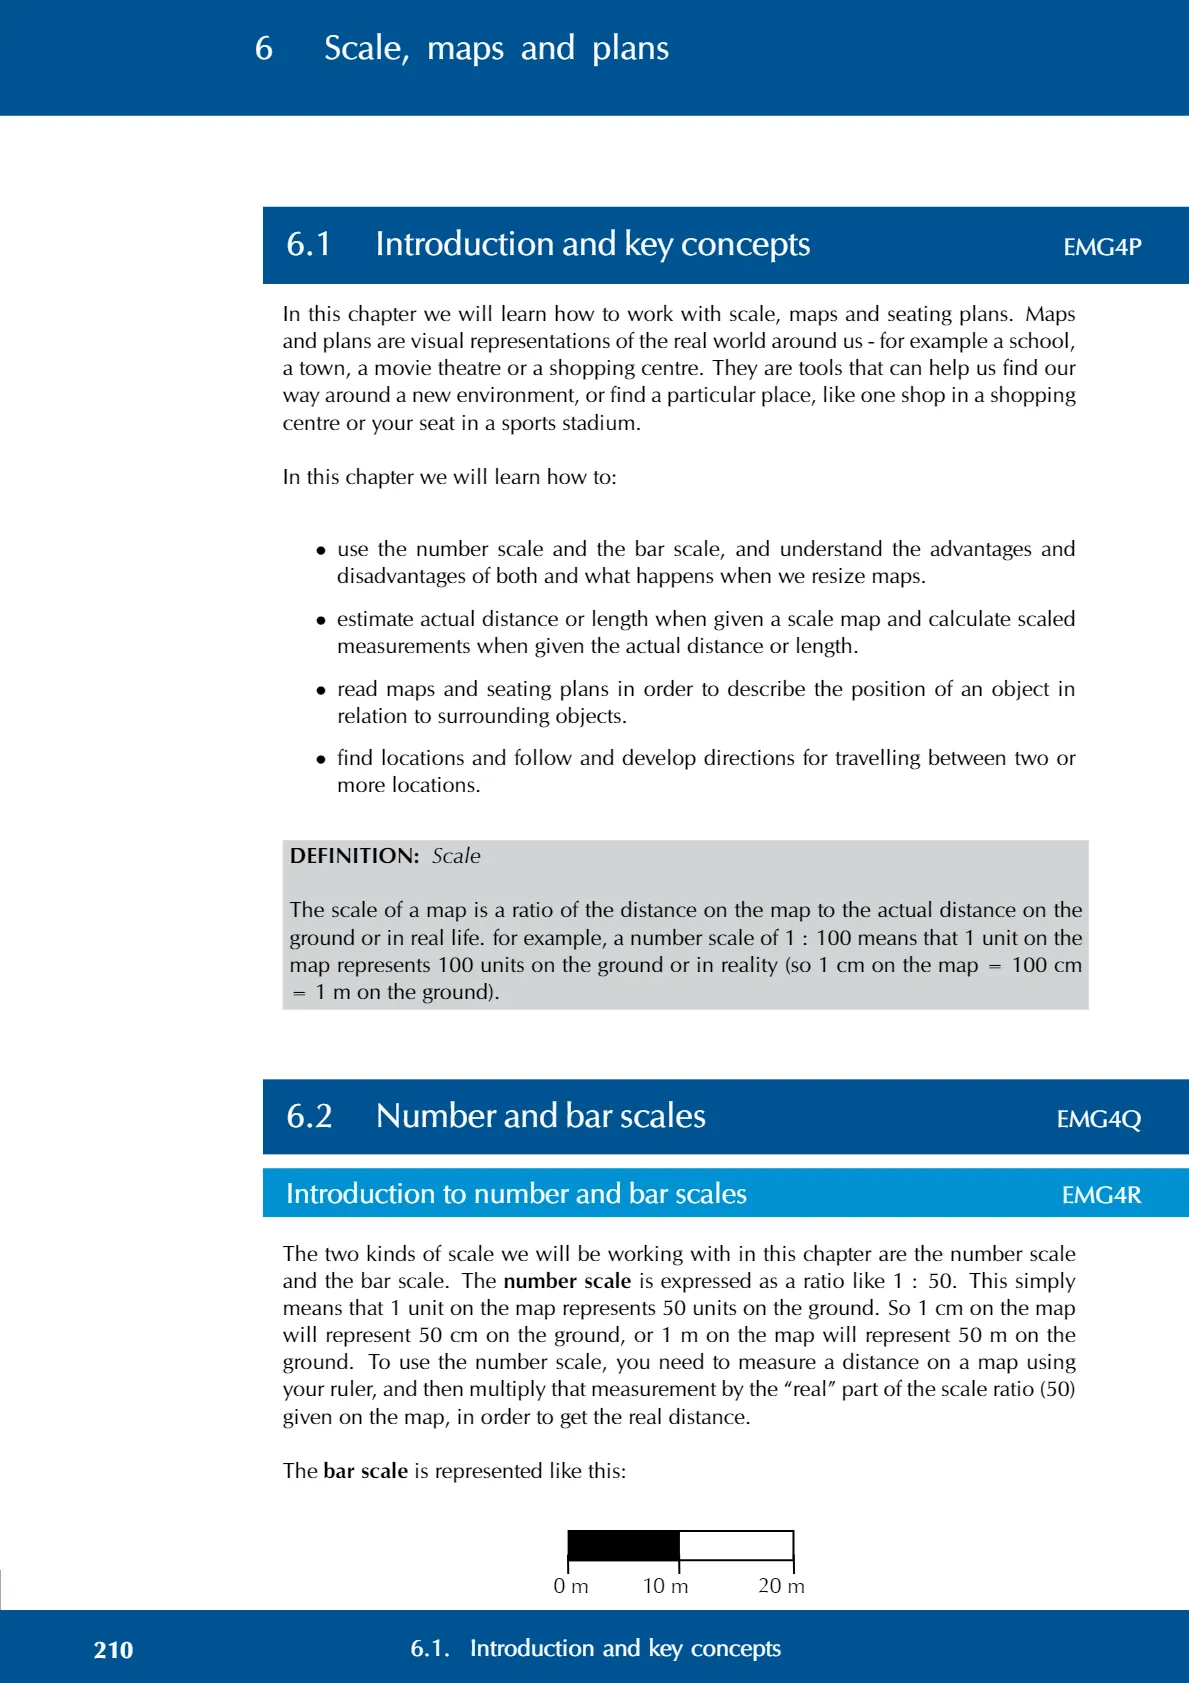 6 Scale, maps and plans
6.1 Introduction and key concepts EMG4P
In this chapter we will learn how to work with scale, maps and seating plans. Maps
and plans are visual representations of the real world around us - for example a school,
a town, a movie theatre or a shopping centre. They are tools that can help us find our
way around a new environment, or find a particular place, like one shop in a shopping
centre or your seat in a sports stadium.
In this chapter we will learn how to:
• use the number scale and the bar scale, and understand the advantages and
disadvantages of both and what happens when we resize maps.
• estimate actual distance or length when given a scale map and calculate scaled
measurements when given the actual distance or length.
• read maps and seating plans in order to describe the position of an object in
relation to surrounding objects.
• find locations and follow and develop directions for travelling between two or
more locations.
DEFINITION: Scale
The scale of a map is a ratio of the distance on the map to the actual distance on the
ground or in real life. for example, a number scale of 1 : 100 means that 1 unit on the
map represents 100 units on the ground or in reality (so 1 cm on the map = 100 cm
= 1 m on the ground).
6.2 Number and bar scales EMG4Q
Introduction to number and bar scales EMG4R
The two kinds of scale we will be working with in this chapter are the number scale
and the bar scale. The number scale is expressed as a ratio like 1 : 50. This simply
means that 1 unit on the map represents 50 units on the ground. So 1 cm on the map
will represent 50 cm on the ground, or 1 m on the map will represent 50 m on the
ground. To use the number scale, you need to measure a distance on a map using
your ruler, and then multiply that measurement by the “real” part of the scale ratio (50)
given on the map, in order to get the real distance.
The bar scale is represented like this:
0 m 10 m 20 m
210 6.1. Introduction and key concepts